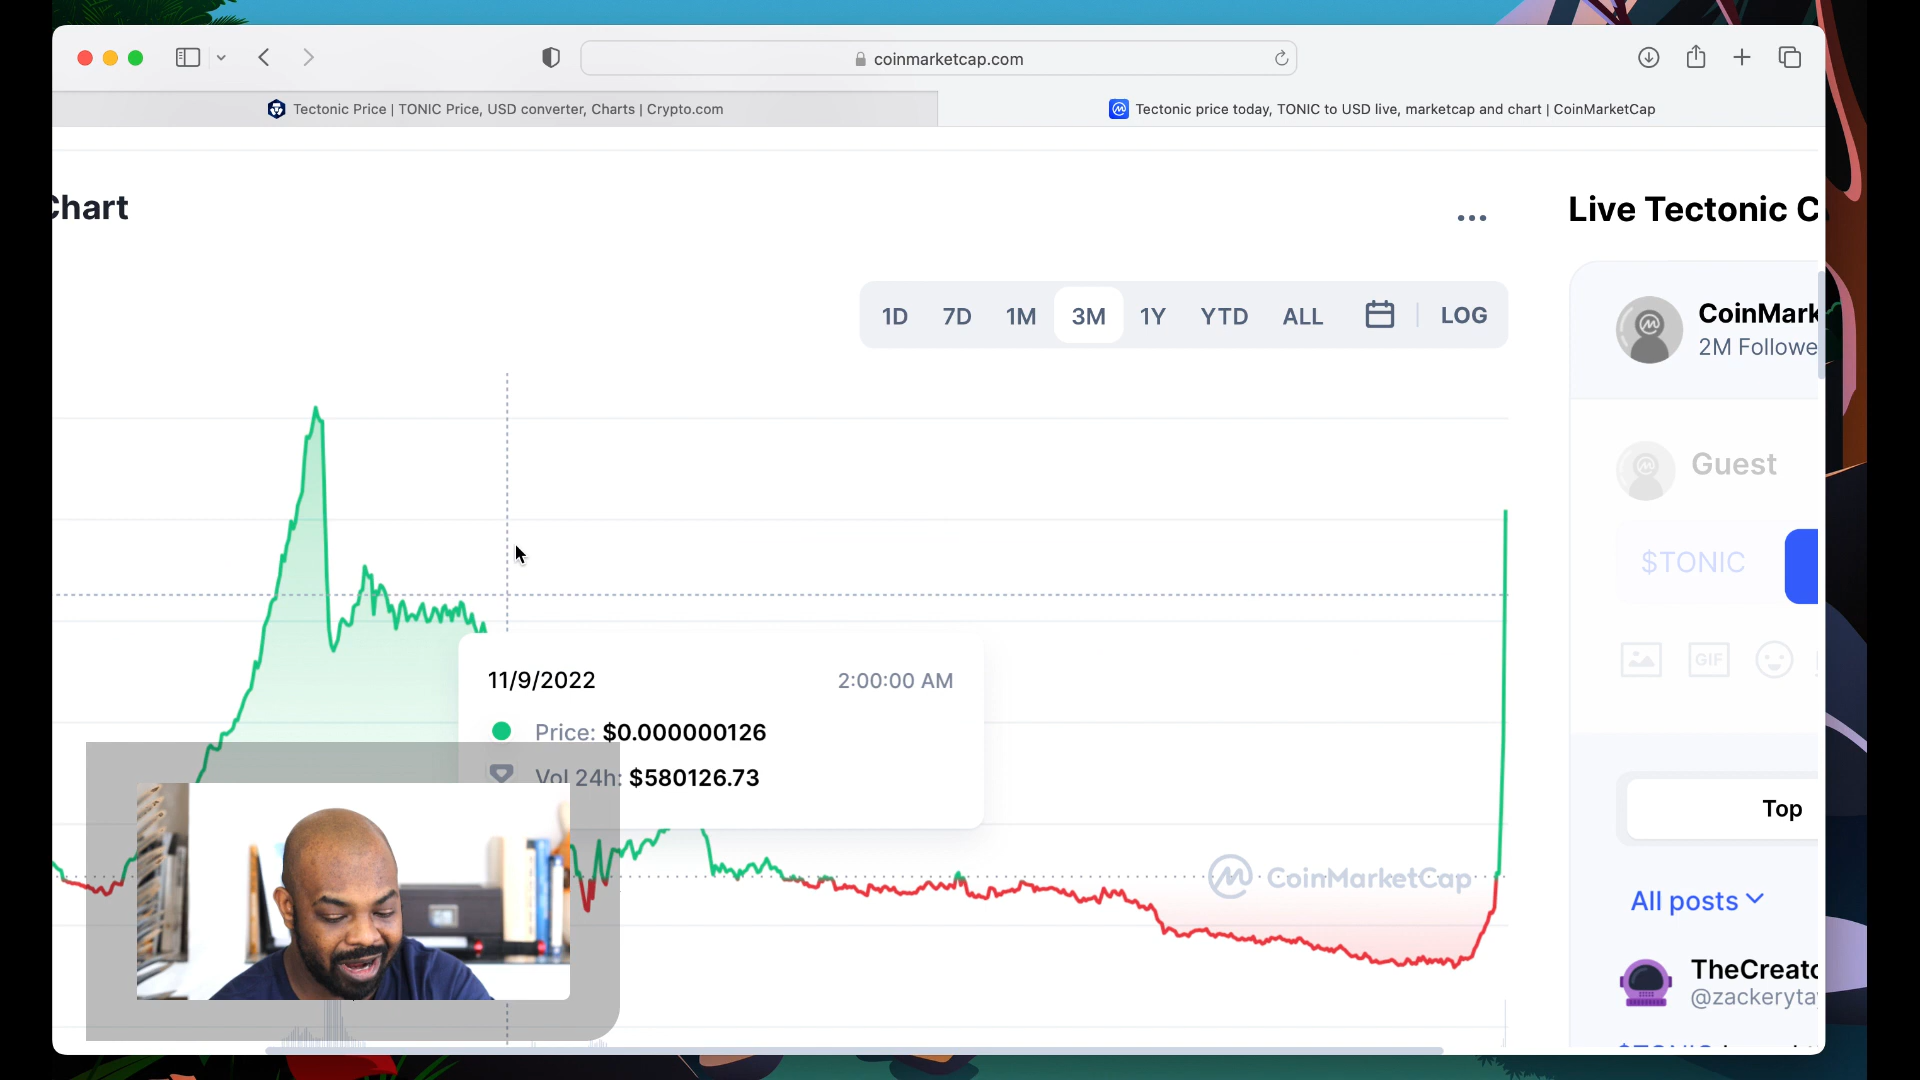 coinmarketcap.com
Tectonic Price | TONIC Price, USD converter, Charts | Crypto.com
Tectonic price today, TONIC to USD live, marketcap and chart | CoinMarketCap
Chart
Live Tectonic C
1D 7D 1M 3M 1Y YTD ALL LOG
CoinMark
2M Followe
Guest
$TONIC
GIF
11/9/2022 2:00:00 AM
Price: $0.000000126
Vol 24h: $580126.73
Top
CoinMarketCap
All posts
TheCreato
@zackeryta